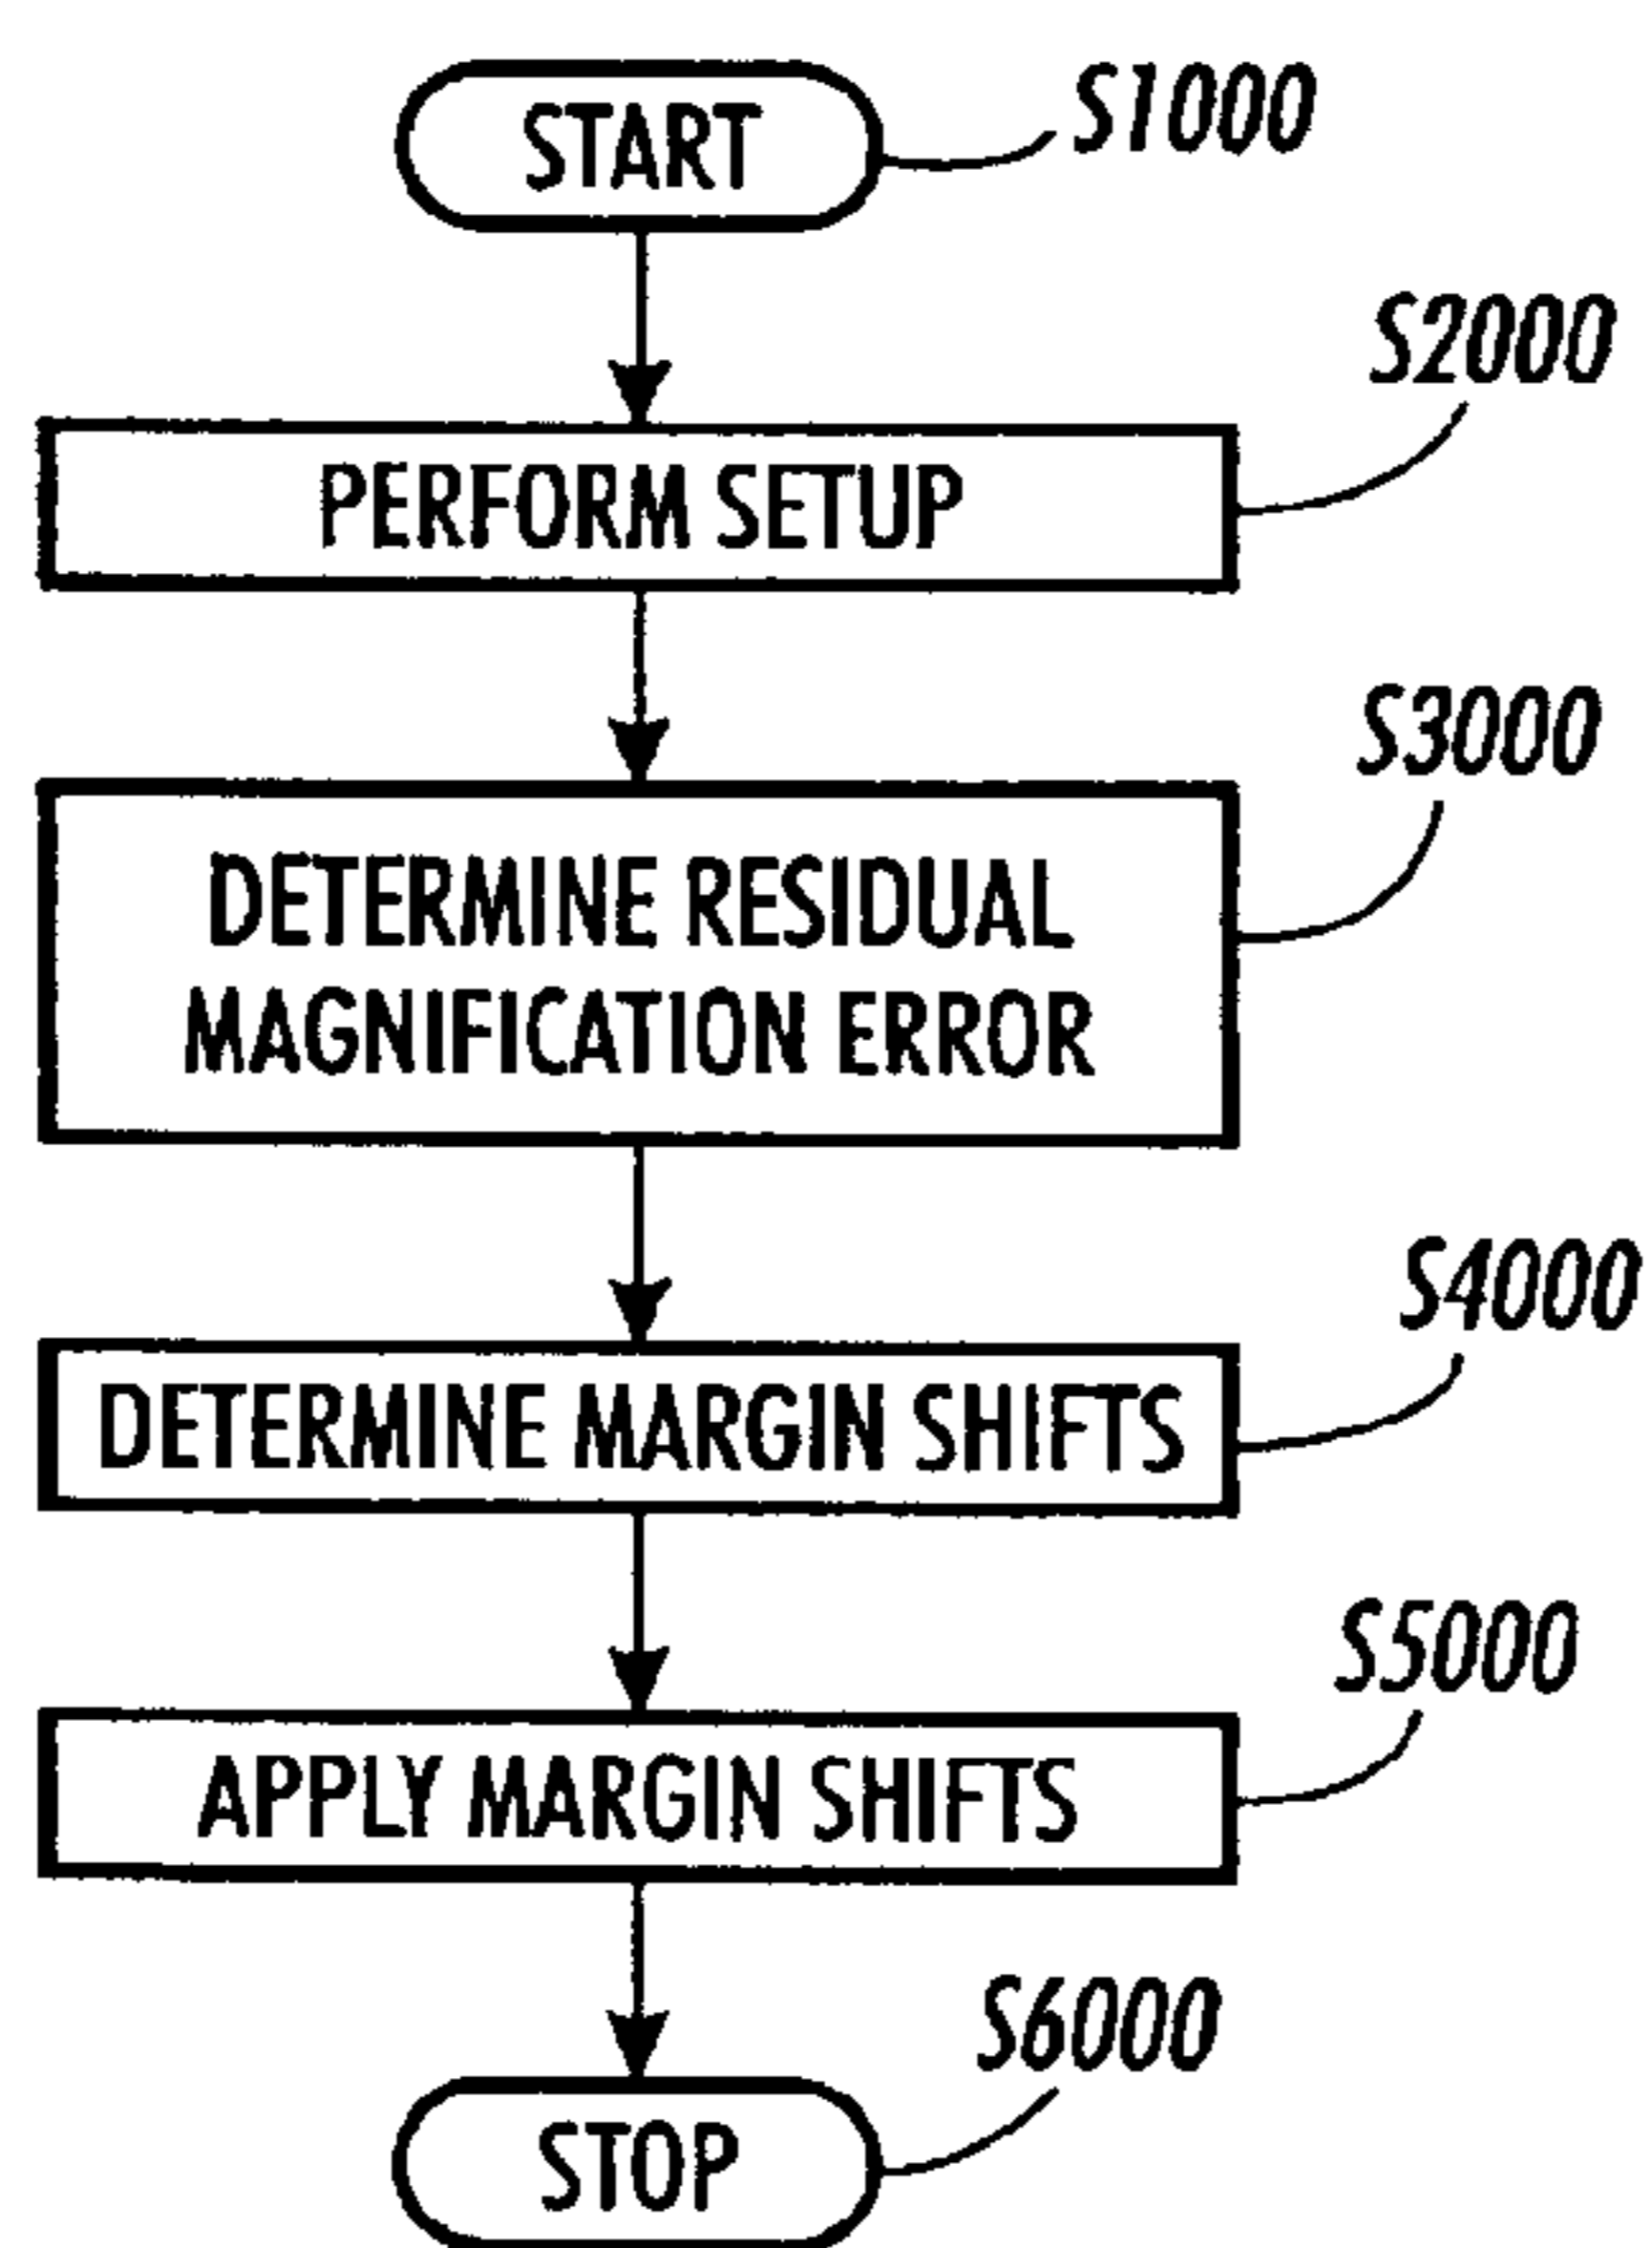 START
S1000
S2000
PERFORM SETUP
S3000
DETERMINE RESIDUAL
MAGNIFICATION ERROR
S4000
DETERMINE MARGIN SHIFTS
S5000
APPLY MARGIN SHIFTS
S6000
STOP